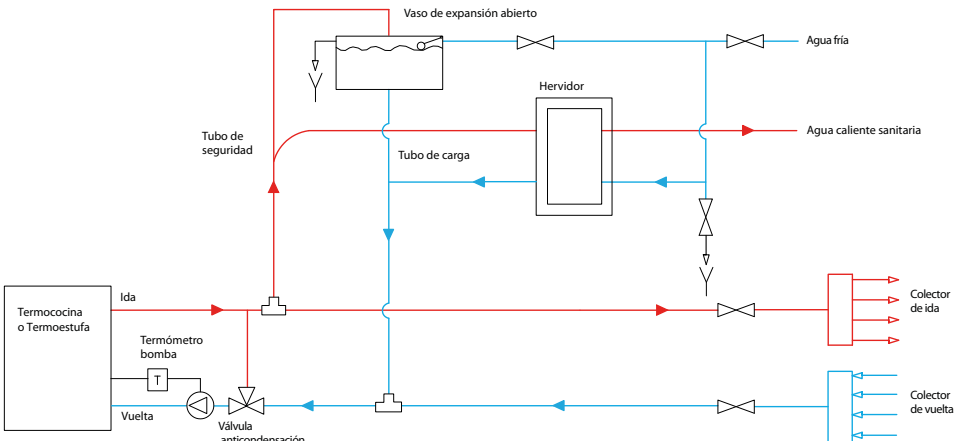 Vaso de expansión abierto
Agua fría
Hervidor
Tubo de
seguridad
Agua caliente sanitaria
Tubo de carga
Ida
Termococina
o Termoestufa
Colector
de ida
Termómetro
bomba
T
Vuelta
Válvula
anticondensación
Colector
de vuelta